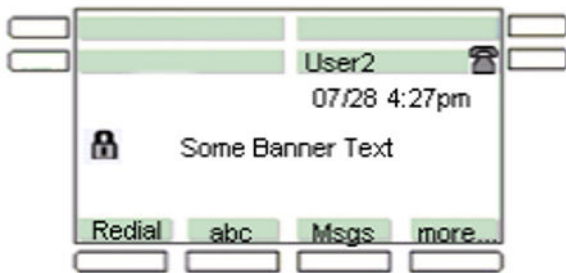 User2
07/28 4:27pm
Some Banner Text
Redial abc Msgs more...